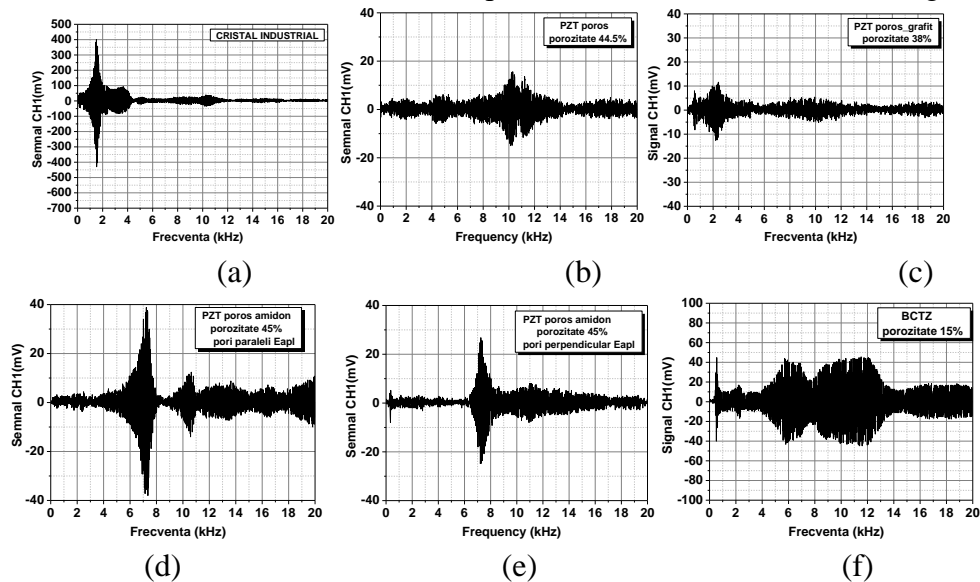 500
400
300
200
100
0
-100
-200
-300
-400
-500
-600
-700
Semnal CH1(mV)
CRISTAL INDUSTRIAL
0 2 4 6 8 10 12 14 16 18 20
Frecventa (kHz)
(a)
40
20
0
-20
-40
Semnal CH1(mV)
PZT poros
porozitate 44.5%
0 2 4 6 8 10 12 14 16 18 20
Frequency (kHz)
(b)
40
30
20
10
0
-10
-20
-30
-40
Signal CH1(mV)
PZT poros_grafit
porozitate 38%
0 2 4 6 8 10 12 14 16 18 20
Frecventa (kHz)
(c)
40
20
0
-20
-40
Semnal CH1(mV)
PZT poros amidon
porozitate 45%
pori paraleli Eapl
0 2 4 6 8 10 12 14 16 18 20
Frecventa (kHz)
(d)
40
20
0
-20
-40
Semnal CH1(mV)
PZT poros amidon
porozitate 45%
pori perpendicular Eapl
0 2 4 6 8 10 12 14 16 18 20
Frequency (kHz)
(e)
100
80
60
40
20
0
-20
-40
-60
-80
-100
Signal CH1(mV)
BCTZ
porozitate 15%
0 2 4 6 8 10 12 14 16 18 20
Frecventa (kHz)
(f)